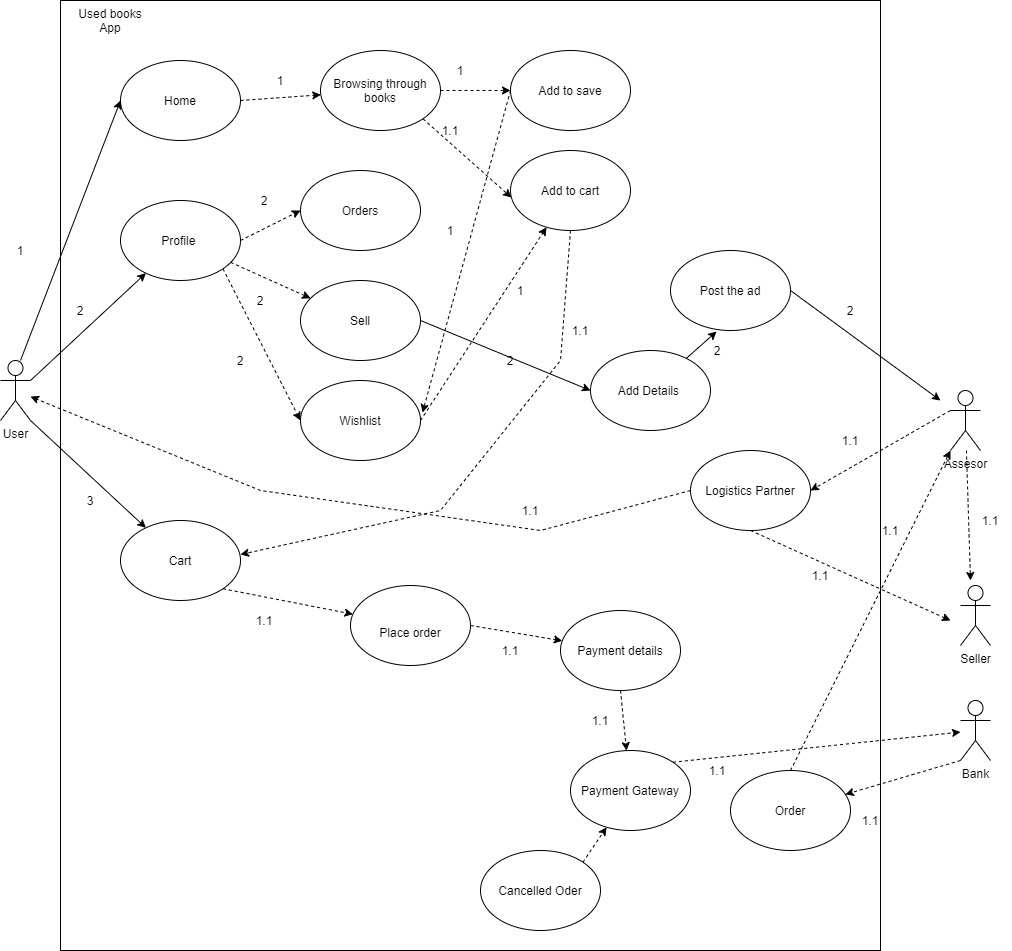 Used books
App
1
Home
1
Browsing through
books
1
Add to save
1.1
Add to cart
2
Profile
2
Orders
1
2
Sell
1
1.1
2
2
Wishlist
2
Add Details
2
Post the ad
2
User
Assesor
1.1
Logistics Partner
1.1
1.1
1.1
1.1
Seller
3
Cart
1.1
Place order
1.1
Payment details
1.1
Payment Gateway
1.1
Bank
Order
1.1
Cancelled Oder